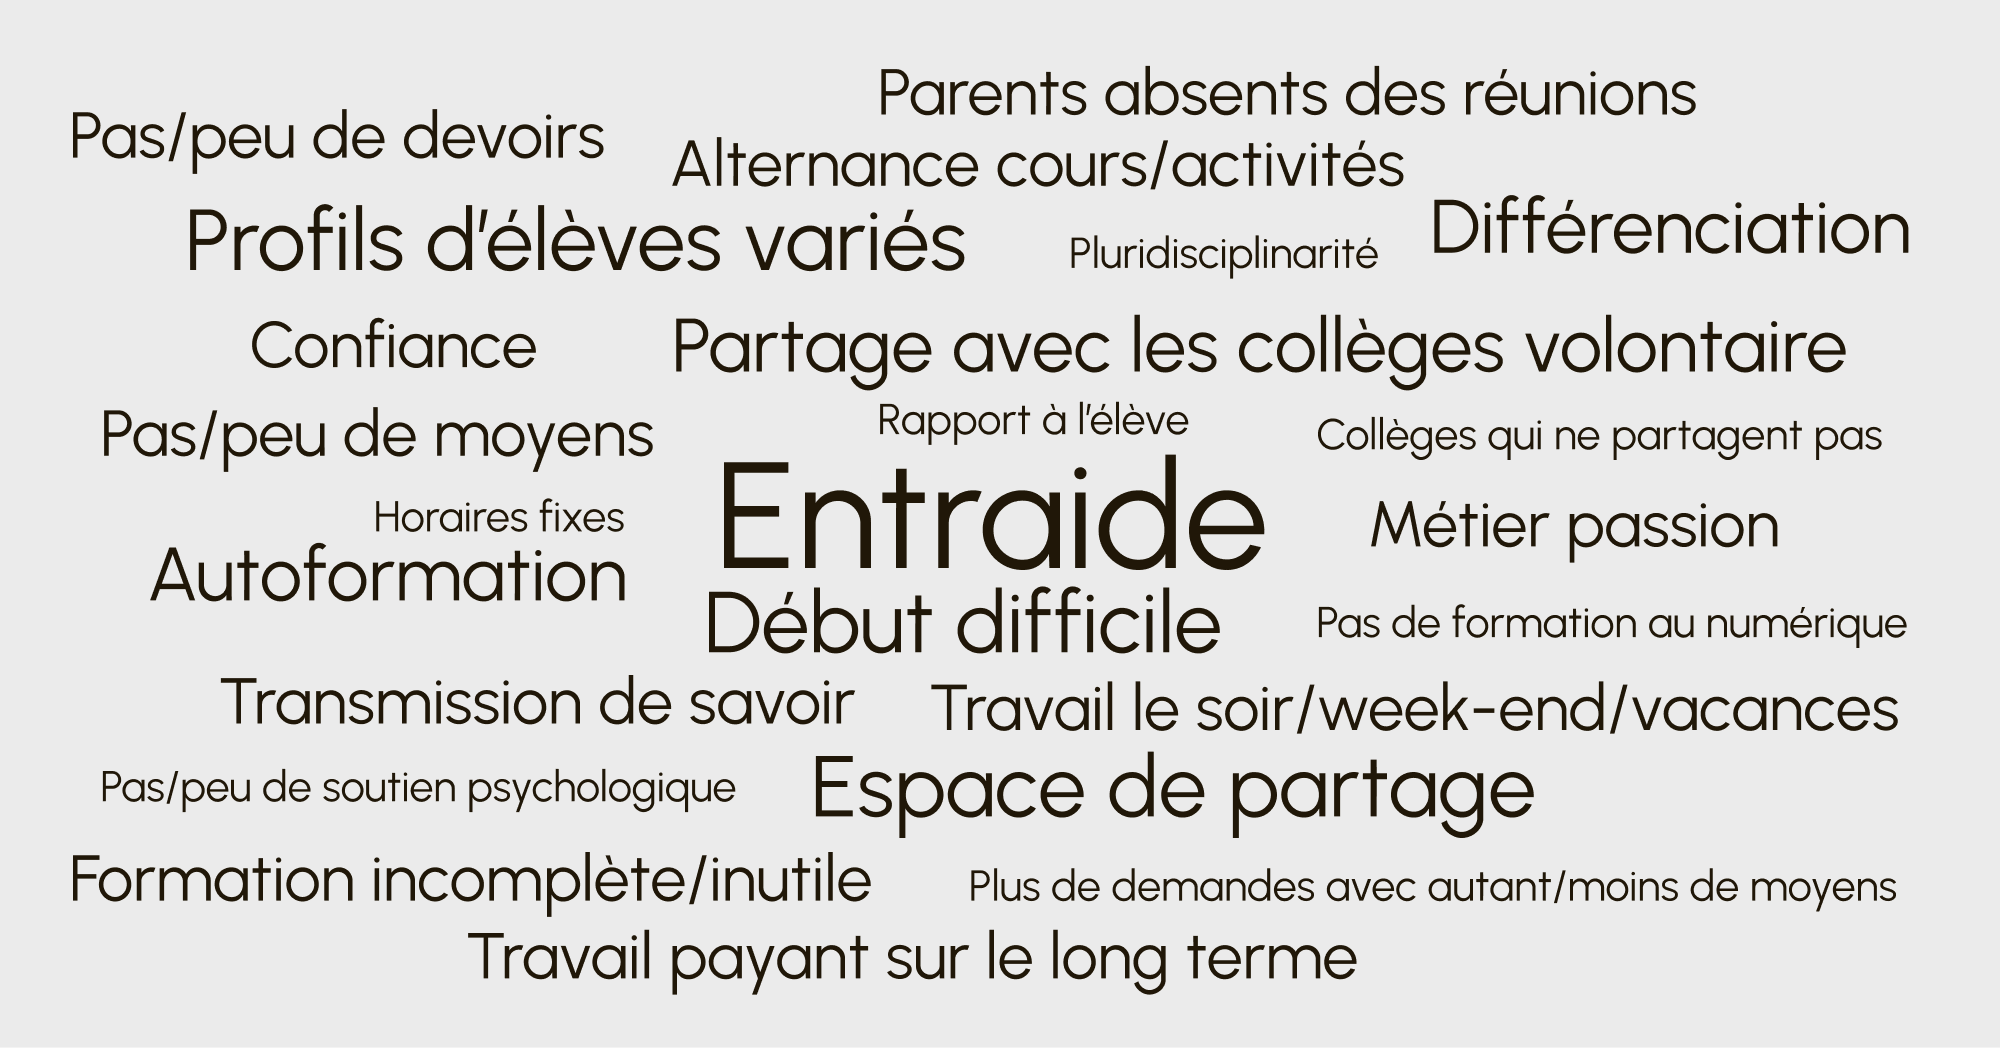 Parents absents des réunions
Pas/peu de devoirs
Alternance cours/activités
Profils d'élèves variés
Pluridisciplinarité
Différenciation
Confiance
Partage avec les collèges volontaire
Pas/peu de moyens
Rapport à l'élève
Collèges qui ne partagent pas
Entraide
Horaires fixes
Métier passion
Autoformation
Début difficile
Pas de formation au numérique
Transmission de savoir
Travail le soir/week-end/vacances
Pas/peu de soutien psychologique
Espace de partage
Formation incomplète/inutile
Plus de demandes avec autant/moins de moyens
Travail payant sur le long terme